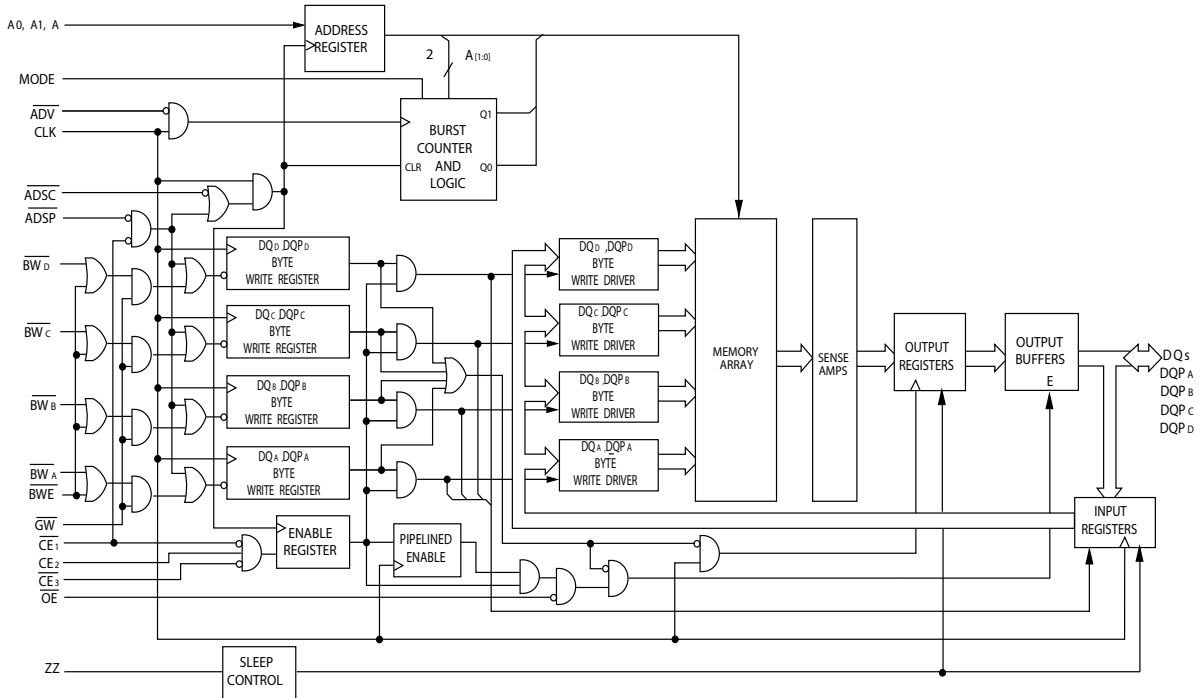 A0, A1, A
ADDRESS
REGISTER
2
A[1:0]
MODE
ADV
CLK
BURST
COUNTER
AND
LOGIC
Q1
CLR
Q0
ADSC
ADSP
DQD ,DQPD
BYTE
WRITE REGISTER
DQD ,DQPD
BYTE
WRITE DRIVER
BWD
DQC ,DQPC
BYTE
WRITE REGISTER
DQC ,DQPC
BYTE
WRITE DRIVER
BWC
MEMORY
ARRAY
SENSE
AMPS
OUTPUT
REGISTERS
OUTPUT
BUFFERS
E
DQs
DQPA
DQPB
DQPC
DQPD
DQB ,DQPB
BYTE
WRITE REGISTER
DQB ,DQPB
BYTE
WRITE DRIVER
BWB
DQA ,DQPA
BYTE
WRITE REGISTER
DQA ,DQPA
BYTE
WRITE DRIVER
BWA
BWE
GW
CE1
CE2
CE3
OE
ENABLE
REGISTER
PIPELINED
ENABLE
INPUT
REGISTERS
ZZ
SLEEP
CONTROL